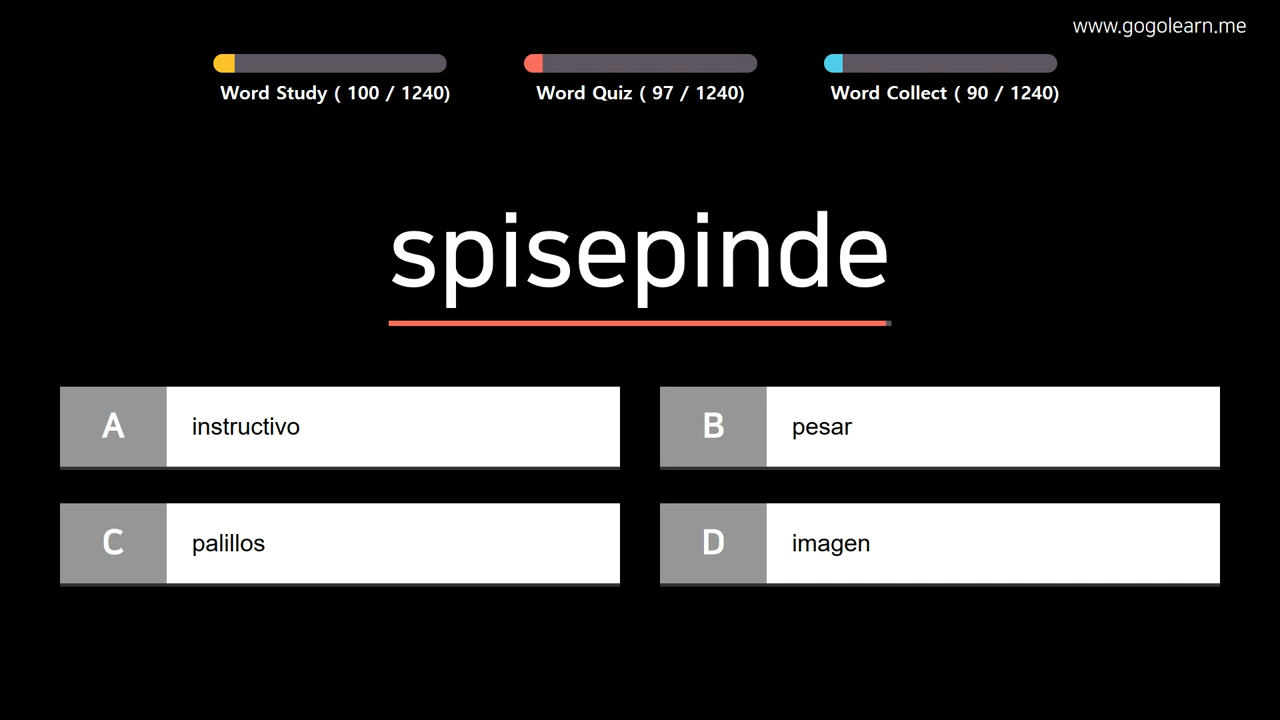 www.gogolearn.me
Word Study ( 100 / 1240)
Word Quiz ( 97 / 1240)
Word Collect ( 90 / 1240)
spisepinde
A instructivo
B pesar
C palillos
D imagen